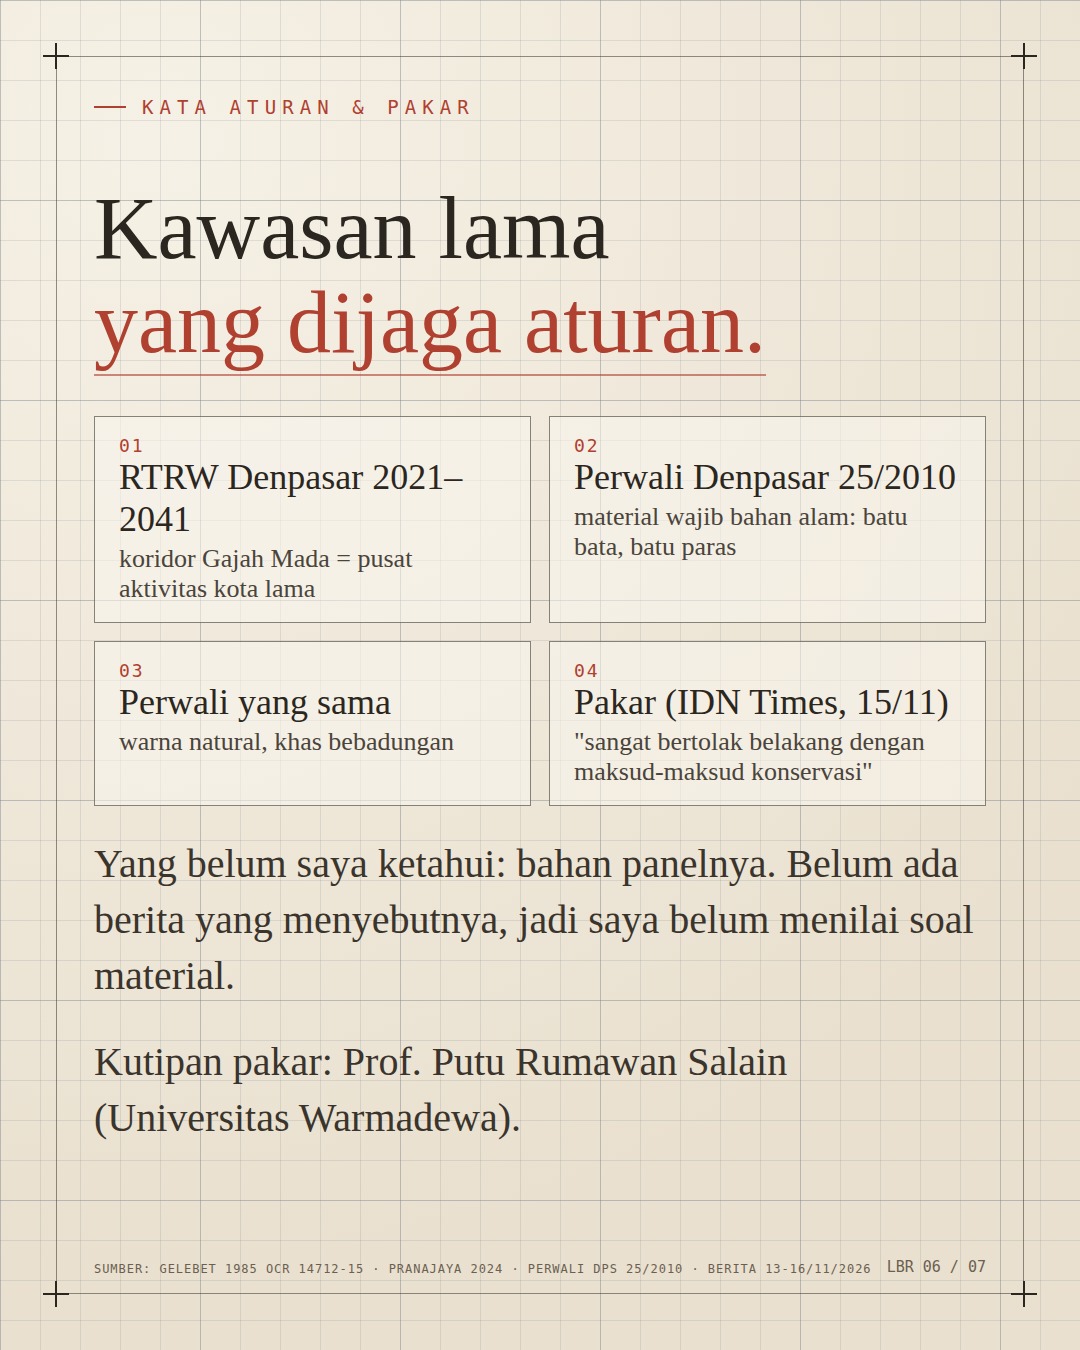 KATA ATURAN & PAKAR
Kawasan lama
yang dijaga aturan.
01
RTRW Denpasar 2021–
2041
koridor Gajah Mada = pusat
aktivitas kota lama
02
Perwali Denpasar 25/2010
material wajib bahan alam: batu
bata, batu paras
03
Perwali yang sama
warna natural, khas bebadungan
04
Pakar (IDN Times, 15/11)
"sangat bertolak belakang dengan
maksud-maksud konservasi"
Yang belum saya ketahui: bahan panelnya. Belum ada
berita yang menyebutnya, jadi saya belum menilai soal
material.
Kutipan pakar: Prof. Putu Rumawan Salain
(Universitas Warmadewa).
SUMBER: GELEBET 1985 OCR 14712-15 · PRANAJAYA 2024 · PERWALI DPS 25/2010 · BERITA 13-16/11/2026
LBR 06 / 07